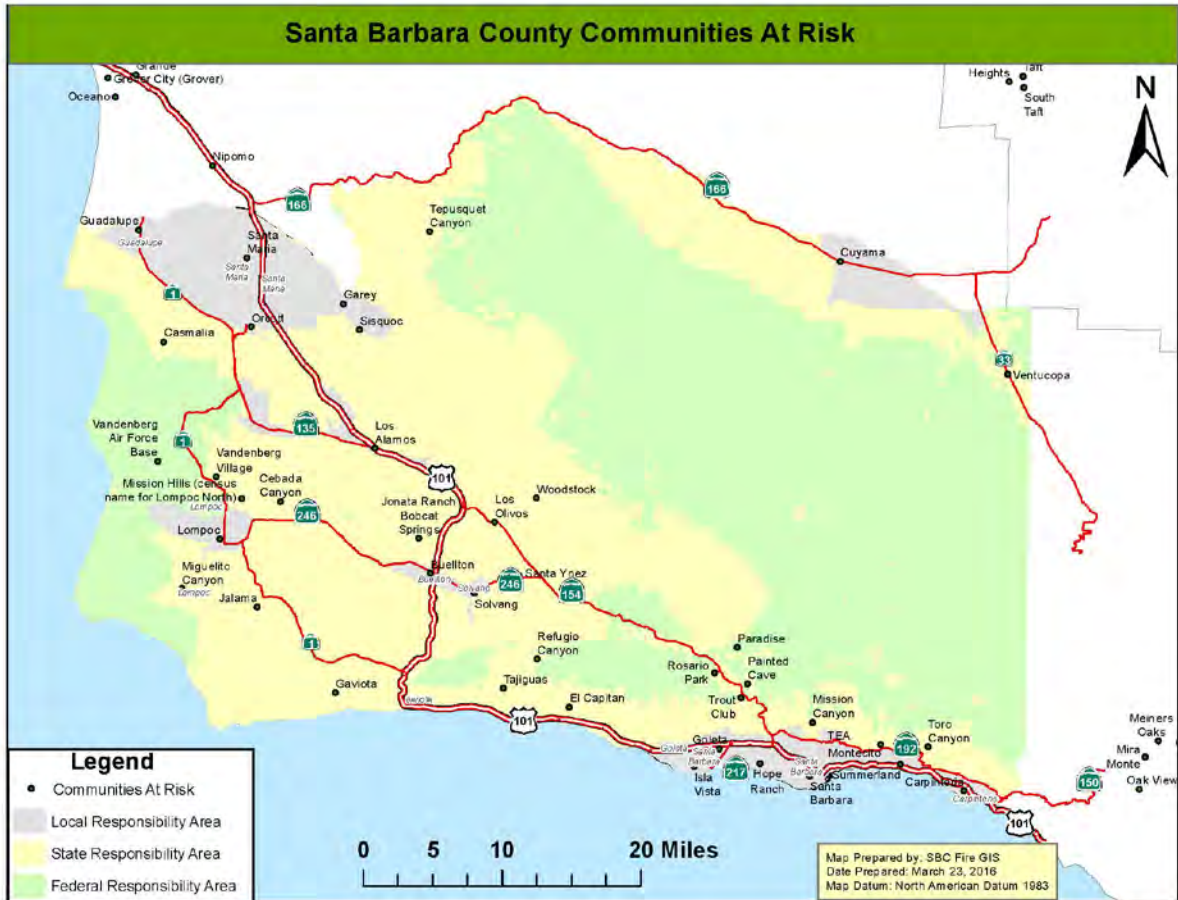 Santa Barbara County Communities At Risk
Grande
Grover City (Grover)
Oceano
Nipomo
Heights
Taft
South
Taft
N
166
166
Guadalupe
Guadalupe
Santa
Maria
Santa
Maria
Santa
Maria
Tepusquet
Canyon
Cuyama
1
Garey
Sisquoc
Orcutt
Casmalia
33
Ventucopa
135
Los
Alamos
Vandenberg
Air Force
Base
1
Vandenberg
Village
Mission Hills (census
name for Lompoc North)
Cebada
Canyon
101
Jonata Ranch
Bobcat
Springs
Los
Olivos
Woodstock
Lompoc
Lompoc
246
Miguelito
Canyon
Lompoc
Jalama
Buellton
Buellton
Solvang
Solvang
246
Santa Ynez
154
1
Gaviota
Refugio
Canyon
Tajiguas
El Capitan
101
Paradise
Rosario
Park
Painted
Cave
Trout
Club
Mission
Canyon
TEA
Montecito
192
Toro
Canyon
Goleta
Goleta
Santa
Barbara
Isla
Vista
217
Hope
Ranch
Santa
Barbara
Santa
Barbara
Summerland
Carpinteria
Carpinteria
150
101
Meiners
Oaks
Mira
Monte
Oak View
Legend
Communities At Risk
Local Responsibility Area
State Responsibility Area
Federal Responsibility Area
0 5 10 20 Miles
Map Prepared by: SBC Fire GIS
Date Prepared: March 23, 2016
Map Datum: North American Datum 1983